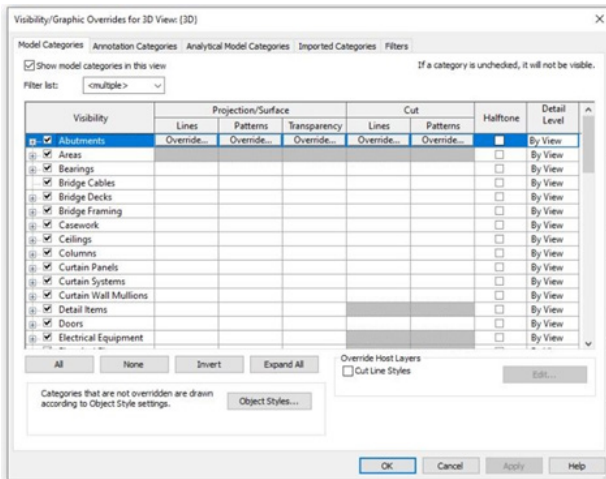 Visibility/Graphic Overrides for 3D View: {3D}
Model Categories Annotation Categories Analytical Model Categories Imported Categories Filters
Show model categories in this view
If a category is unchecked, it will not be visible.
Filter list: <multiple>
Visibility Projection/Surface Cut Halftone Detail Level
Lines Patterns Transparency Lines Patterns
Abutments Override... Override... Override... Override... Override... By View
Areas By View
Bearings By View
Bridge Cables By View
Bridge Decks By View
Bridge Framing By View
Casework By View
Ceilings By View
Columns By View
Curtain Panels By View
Curtain Systems By View
Curtain Wall Mullions By View
Detail Items By View
Doors By View
Electrical Equipment By View
All None Invert Expand All
Override Host Layers
Cut Line Styles Edit...
Categories that are not overridden are drawn
according to Object Style settings.
Object Styles...
OK Cancel Apply Help